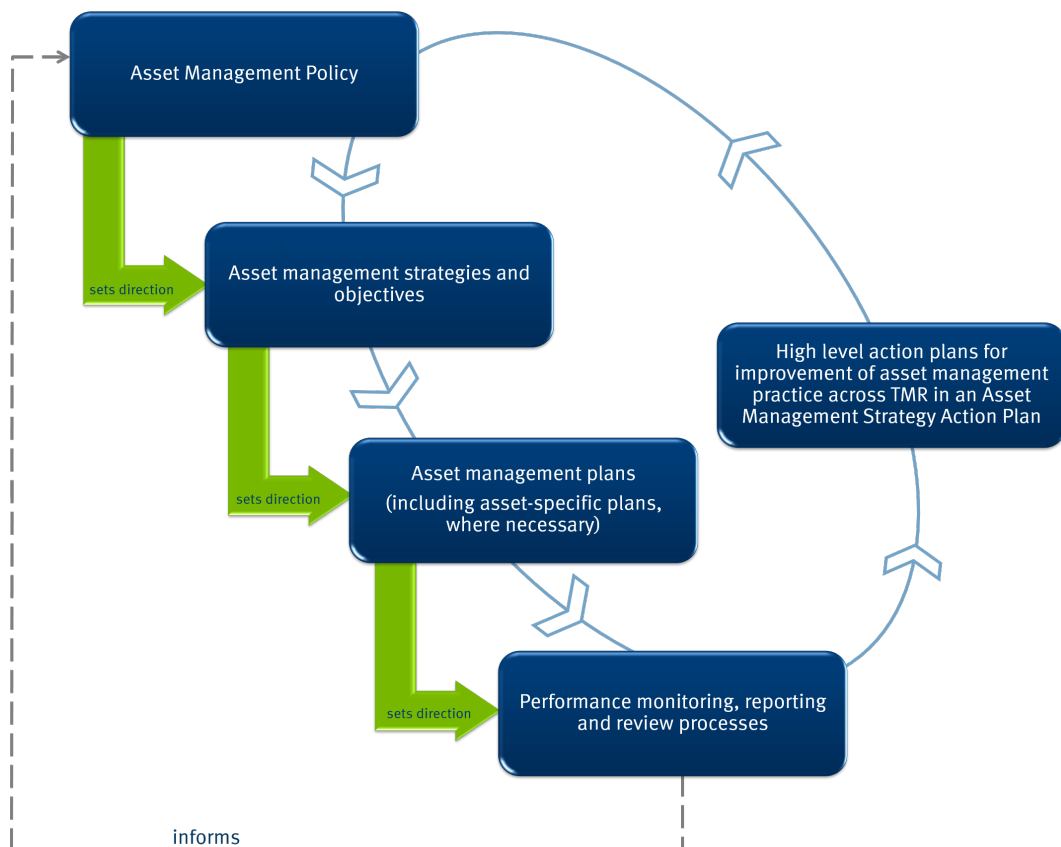 Asset Management Policy
sets direction
Asset management strategies and
objectives
High level action plans for
improvement of asset management
practice across TMR in an Asset
Management Strategy Action Plan
sets direction
Asset management plans
(including asset-specific plans,
where necessary)
sets direction
Performance monitoring, reporting
and review processes
informs